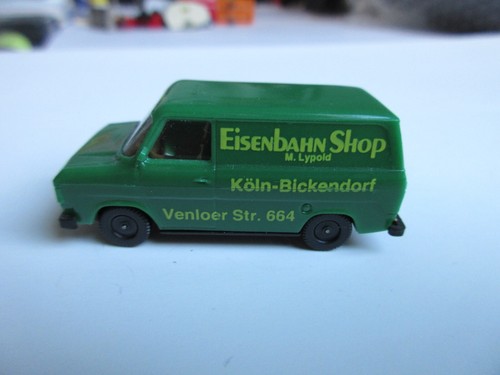 Eisenbahn Shop
M. Lypold
Köln-Bickendorf
Venloer Str. 664